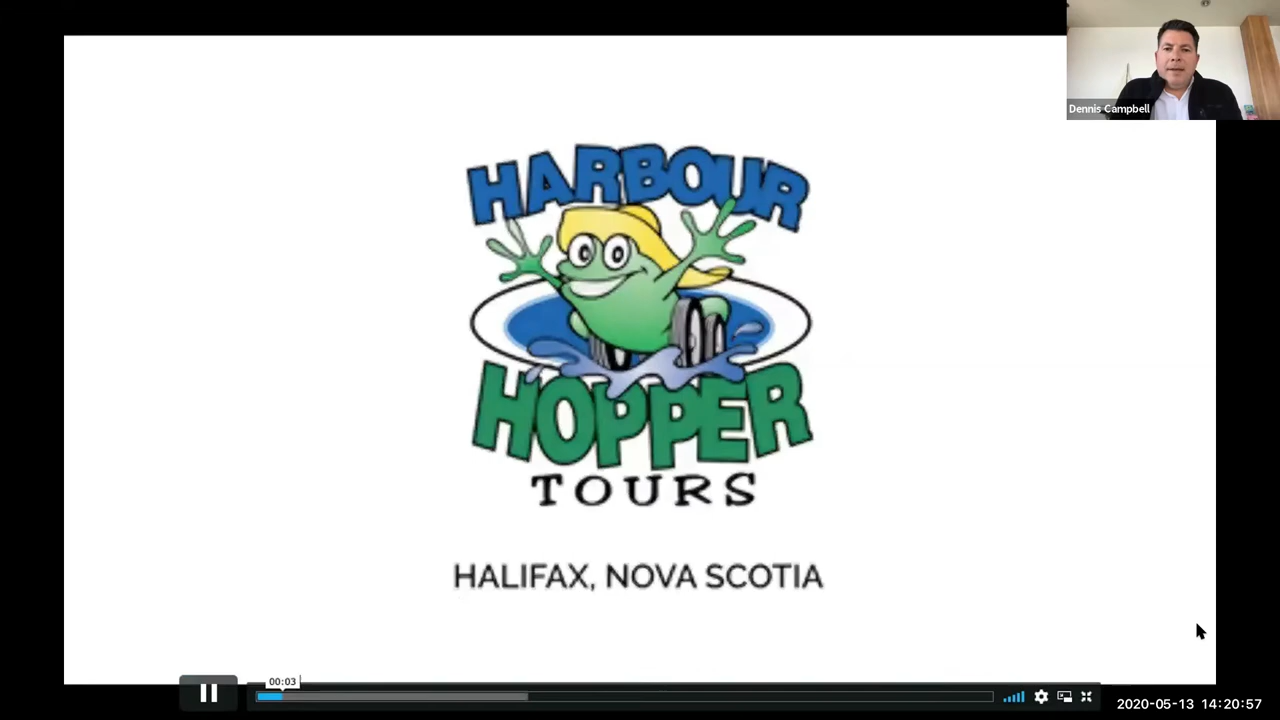 Dennis Campbell
HARBOUR
HOPPER
TOURS
HALIFAX, NOVA SCOTIA
00:03
2020-05-13 14:20:57